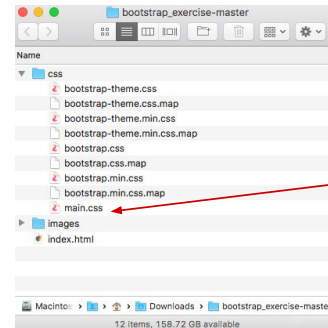 bootstrap_exercise-master
Name
css
bootstrap-theme.css
bootstrap-theme.css.map
bootstrap-theme.min.css
bootstrap-theme.min.css.map
bootstrap.css
bootstrap.css.map
bootstrap.min.css
bootstrap.min.css.map
main.css
images
index.html
Macintos › › › Downloads › bootstrap_exercise-maste
12 items, 158.72 GB available